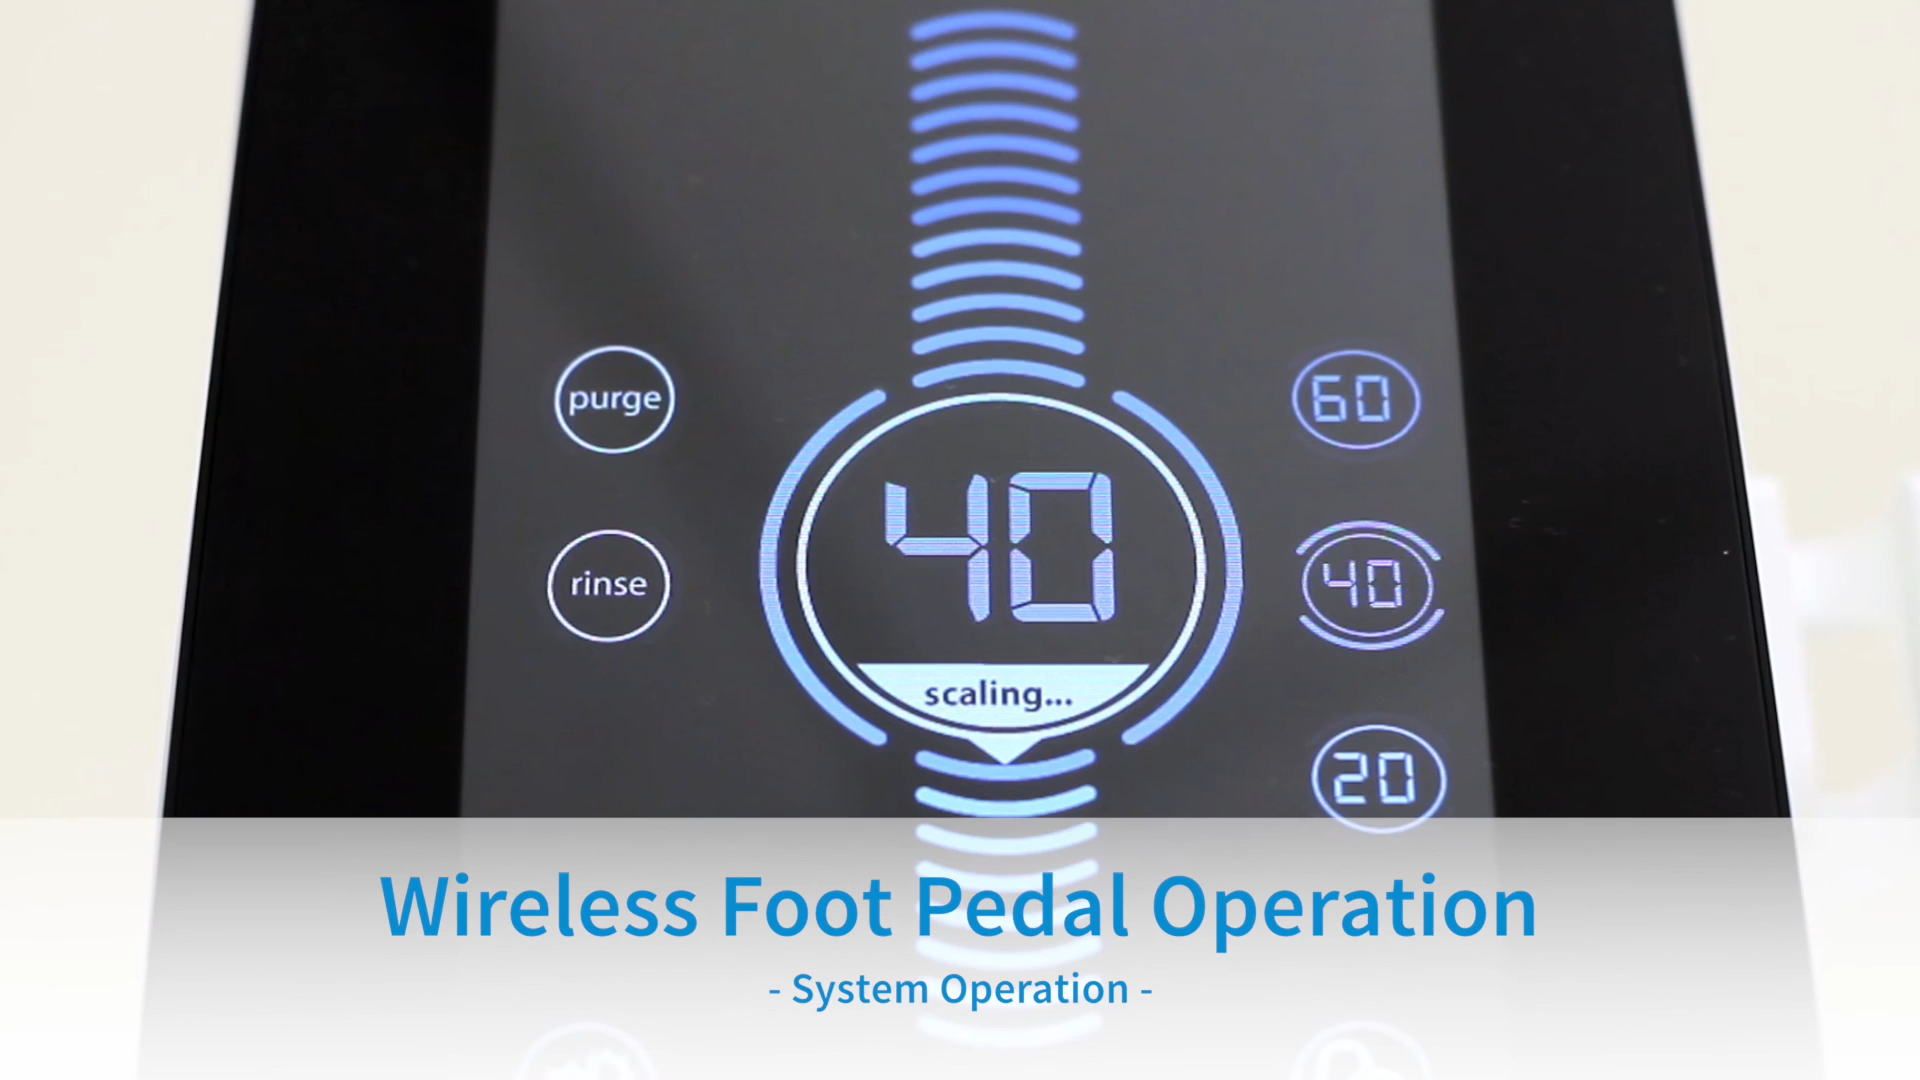 purge
60
40
rinse
40
scaling...
20
Wireless Foot Pedal Operation
- System Operation -